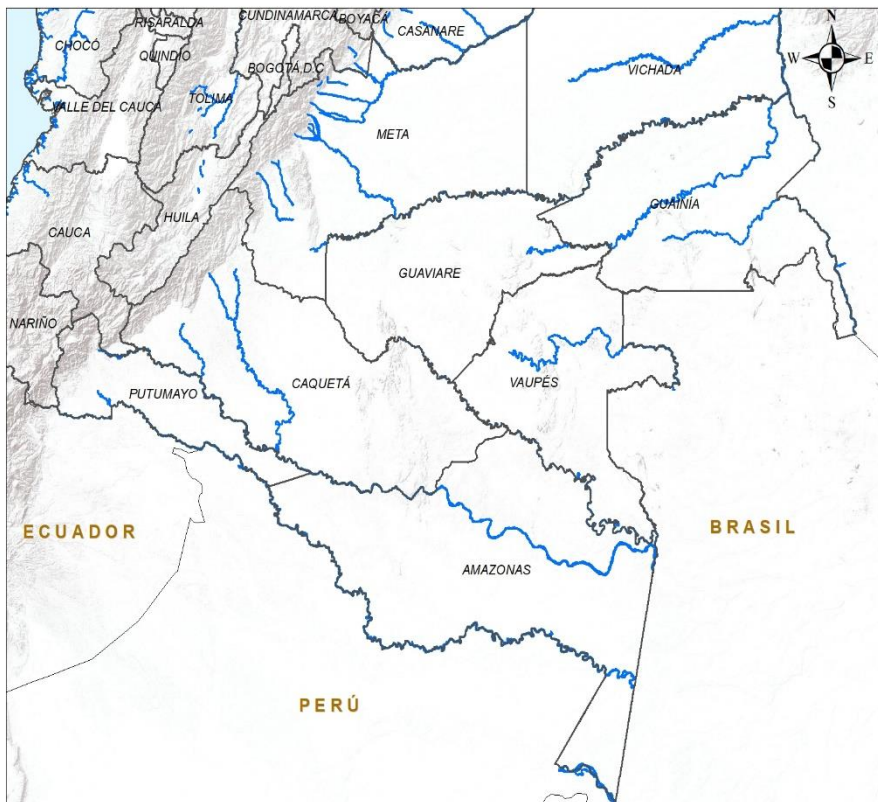 CUNDINAMARCA
BOYACÁ
RISARALDA
CASANARE
N
CHOCÓ
QUINDIO
BOGOTÁ D.C
W
E
VICHADA
TOLIMA
VALLE DEL CAUCA
S
META
GUAINÍA
HUILA
CAUCA
GUAVIARE
NARIÑO
CAQUETÁ
VAUPÉS
PUTUMAYO
ECUADOR
BRASIL
AMAZONAS
PERÚ